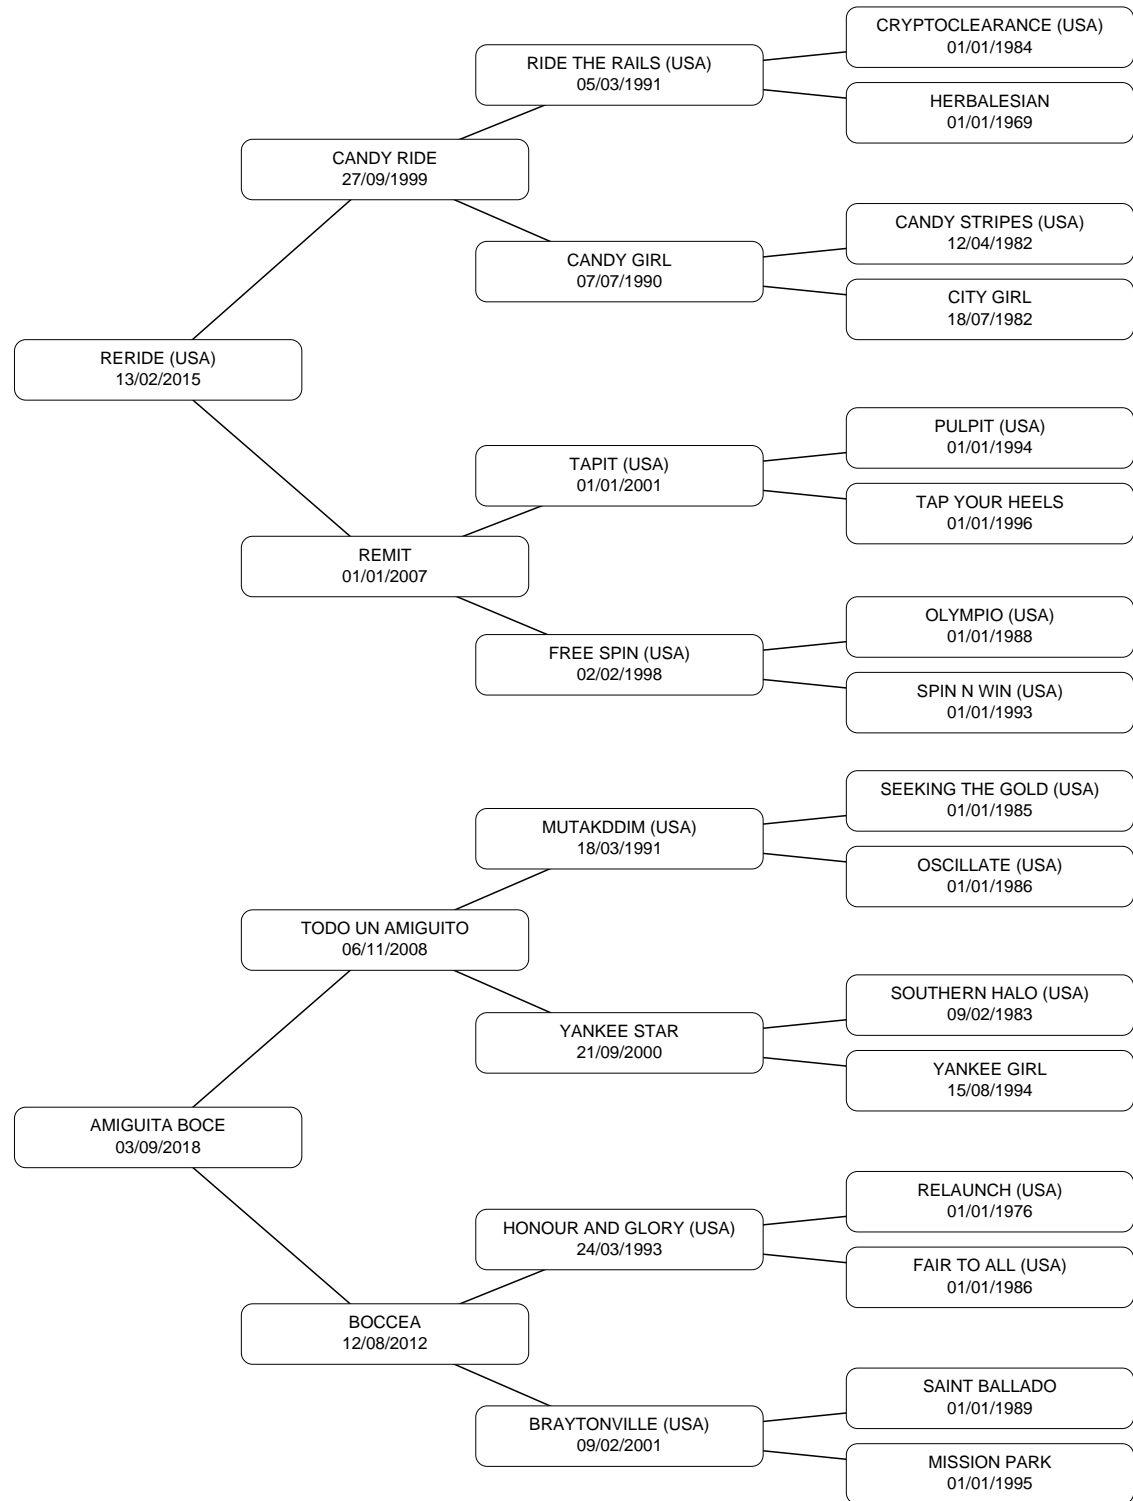 CRYPTOCLEARANCE (USA)
01/01/1984
RIDE THE RAILS (USA)
05/03/1991
HERBALESIAN
01/01/1969
CANDY RIDE
27/09/1999
CANDY STRIPES (USA)
12/04/1982
CANDY GIRL
07/07/1990
CITY GIRL
18/07/1982
RERIDE (USA)
13/02/2015
PULPIT (USA)
01/01/1994
TAPIT (USA)
01/01/2001
TAP YOUR HEELS
01/01/1996
REMIT
01/01/2007
OLYMPIO (USA)
01/01/1988
FREE SPIN (USA)
02/02/1998
SPIN N WIN (USA)
01/01/1993
SEEKING THE GOLD (USA)
01/01/1985
MUTAKDDIM (USA)
18/03/1991
OSCILLATE (USA)
01/01/1986
TODO UN AMIGUITO
06/11/2008
SOUTHERN HALO (USA)
09/02/1983
YANKEE STAR
21/09/2000
YANKEE GIRL
15/08/1994
AMIGUITA BOCE
03/09/2018
RELAUNCH (USA)
01/01/1976
HONOUR AND GLORY (USA)
24/03/1993
FAIR TO ALL (USA)
01/01/1986
BOCCEA
12/08/2012
SAINT BALLADO
01/01/1989
BRAYTONVILLE (USA)
09/02/2001
MISSION PARK
01/01/1995